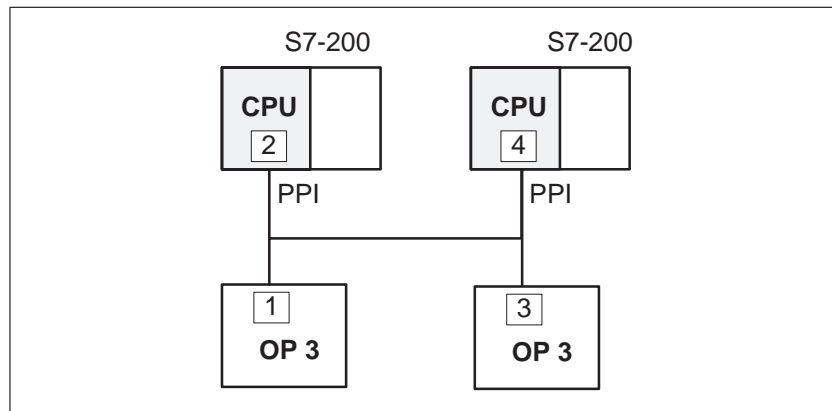 S7-200 S7-200
CPU CPU
2 4
PPI PPI
1 3
OP 3 OP 3